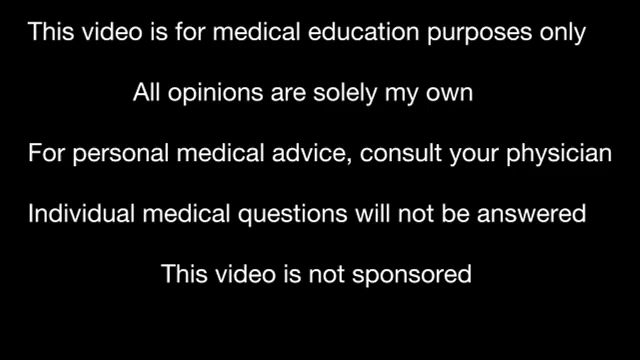 This video is for medical education purposes only
All opinions are solely my own
For personal medical advice, consult your physician
Individual medical questions will not be answered
This video is not sponsored